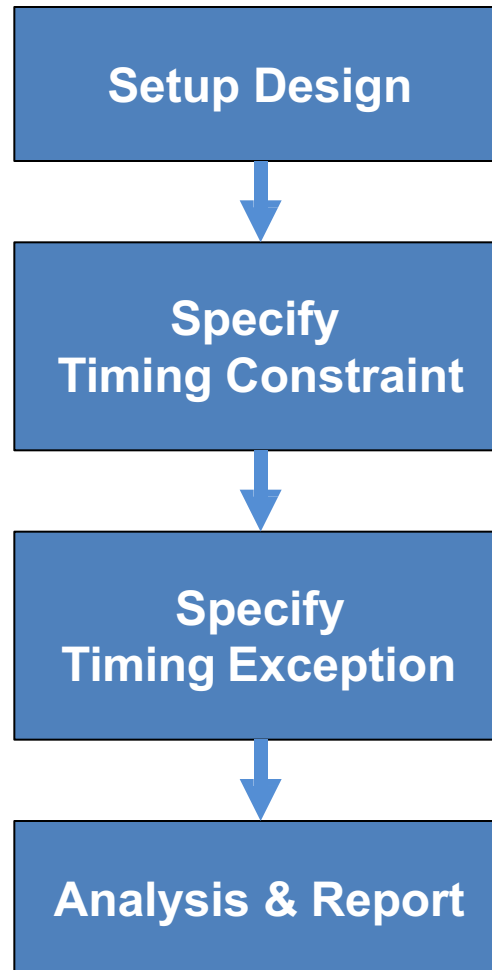 Setup Design
Specify
Timing Constraint
Specify
Timing Exception
Analysis & Report